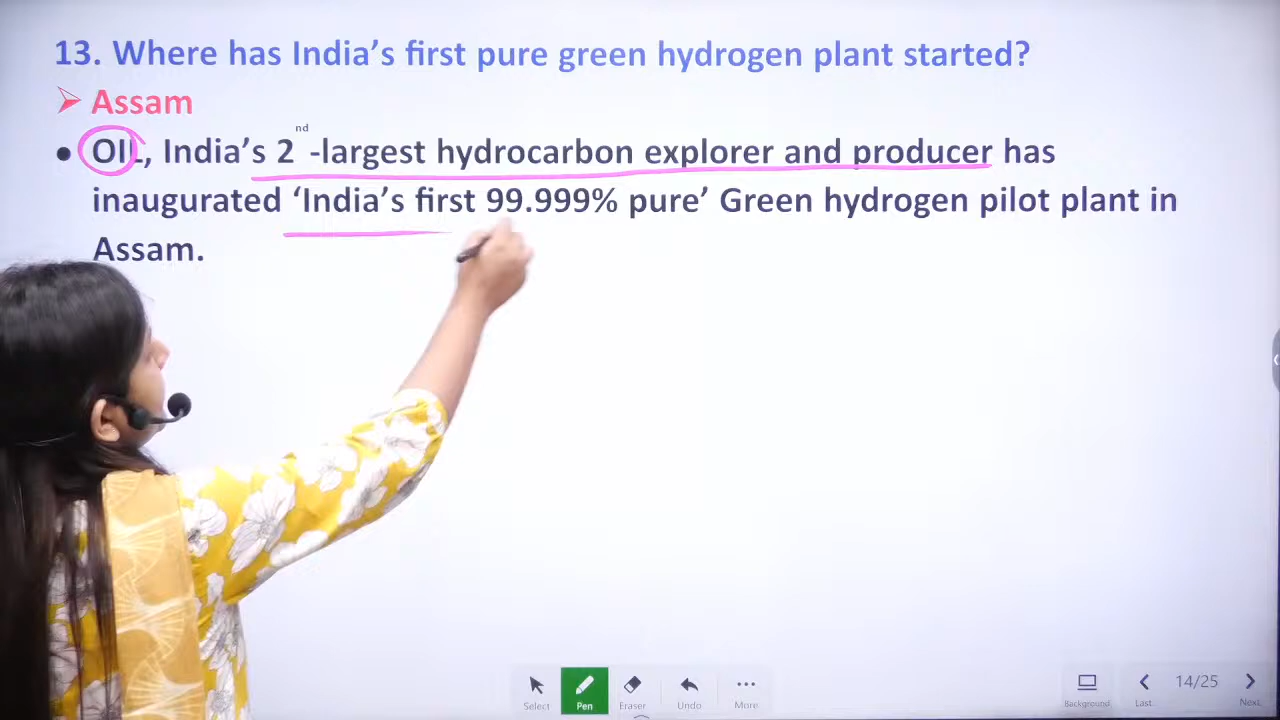 13. Where has India's first pure green hydrogen plant started?
➢ Assam
• OIL, India's 2nd-largest hydrocarbon explorer and producer has
inaugurated ‘India's first 99.999% pure’ Green hydrogen pilot plant in
Assam.
Select Pen Eraser Undo More Background Last 14/25 Next